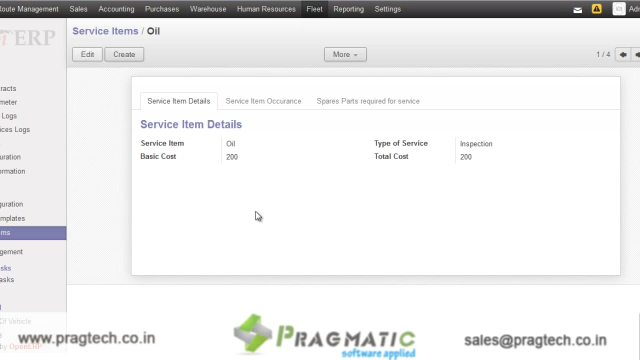 Route Management Sales Accounting Purchases Warehouse Human Resources Fleet Reporting Settings
ERP
Service Items / Oil
Edit Create More 1 / 4
Service Item Details Service Item Occurance Spares Parts required for service
Service Item Details
Service Item Oil Type of Service Inspection
Basic Cost 200 Total Cost 200
www.pragtech.co.in
PRAGMATIC
software applied
sales@pragtech.co.in
by OpenERP